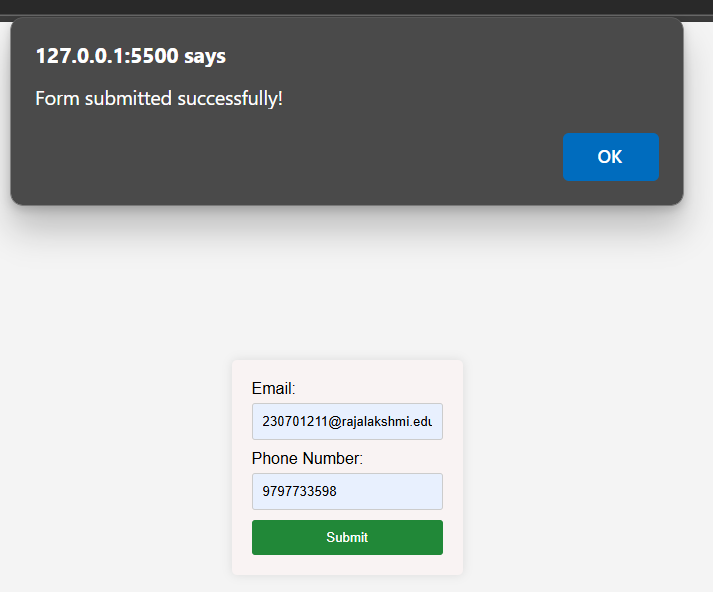 127.0.0.1:5500 says
Form submitted successfully!
OK
Email:
230701211@rajalakshmi.edu
Phone Number:
9797733598
Submit